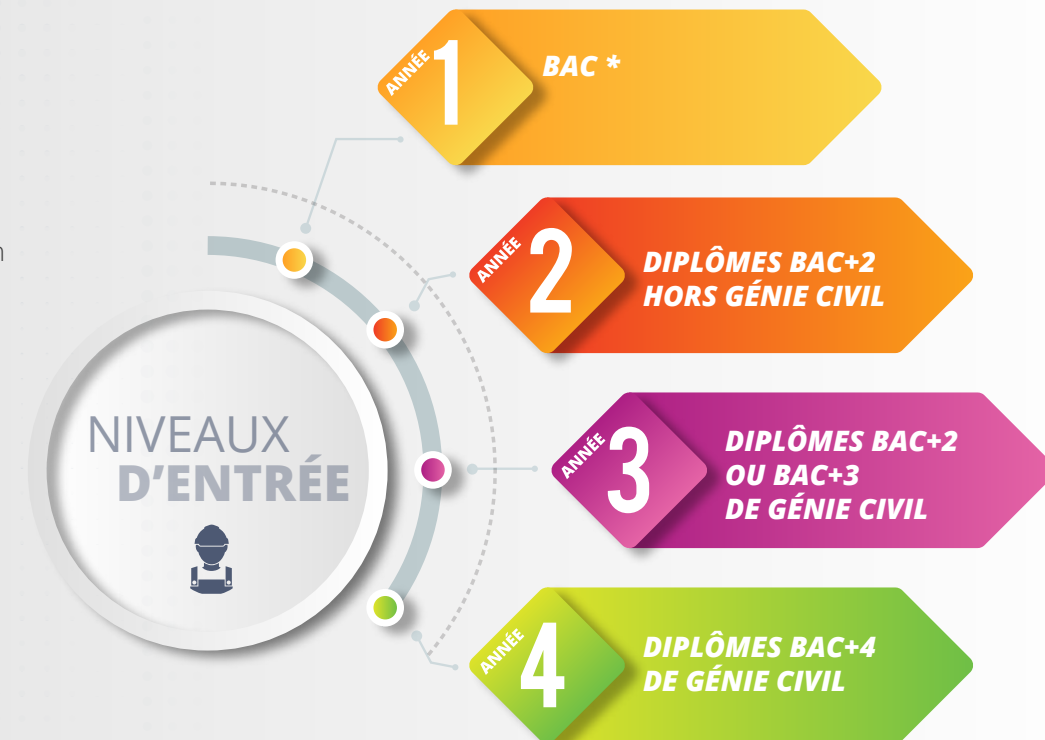 NIVEAUX
D'ENTRÉE
ANNÉE
1
BAC *
ANNÉE
2
DIPLÔMES BAC+2
HORS GÉNIE CIVIL
ANNÉE
3
DIPLÔMES BAC+2
OU BAC+3
DE GÉNIE CIVIL
ANNÉE
4
DIPLÔMES BAC+4
DE GÉNIE CIVIL